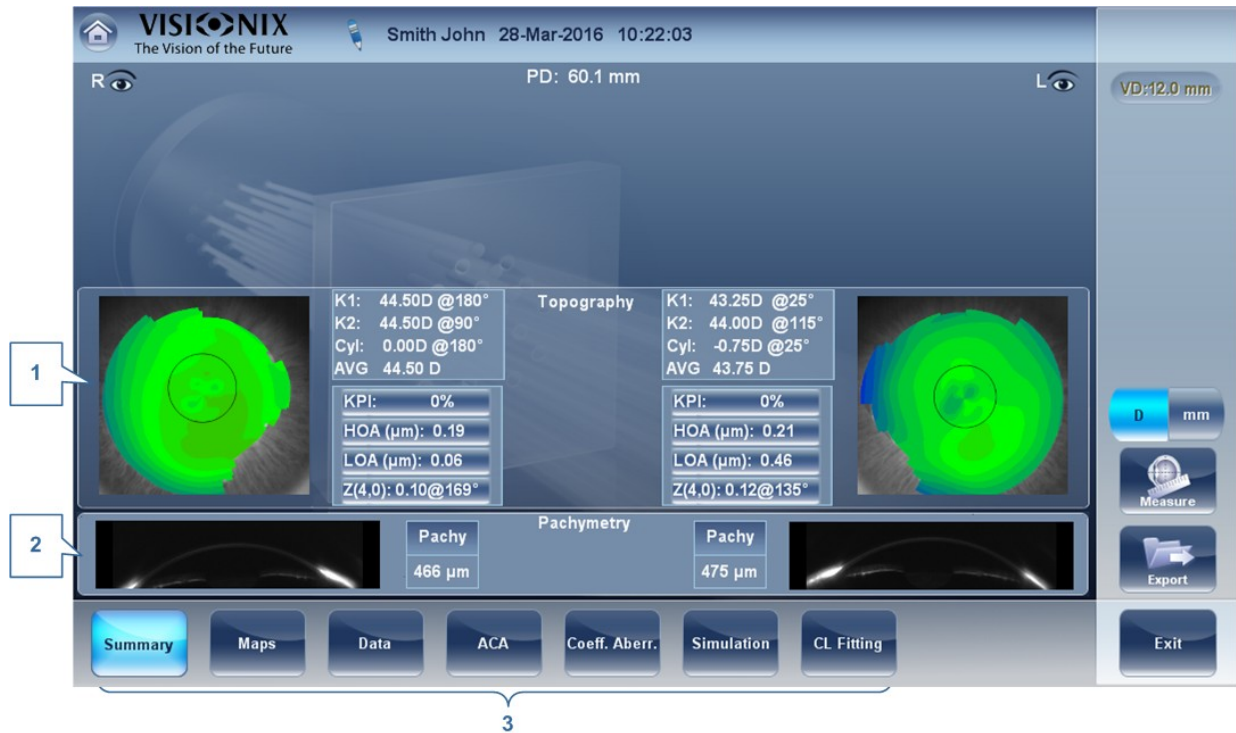 VISIONIX
The Vision of the Future
Smith John 28-Mar-2016 10:22:03
R
PD: 60.1 mm
L
VD:12.0 mm
1
K1: 44.50D @180°
K2: 44.50D @90°
Cyl: 0.00D @180°
AVG 44.50 D
KPI: 0%
HOA (µm): 0.19
LOA (µm): 0.06
Z(4,0): 0.10@169°
Topography
K1: 43.25D @25°
K2: 44.00D @115°
Cyl: -0.75D @25°
AVG 43.75 D
KPI: 0%
HOA (µm): 0.21
LOA (µm): 0.46
Z(4,0): 0.12@135°
D mm
Measure
2
Pachymetry
Pachy
466 µm
Pachy
475 µm
Export
Summary Maps Data ACA Coeff. Aberr. Simulation CL Fitting Exit
3